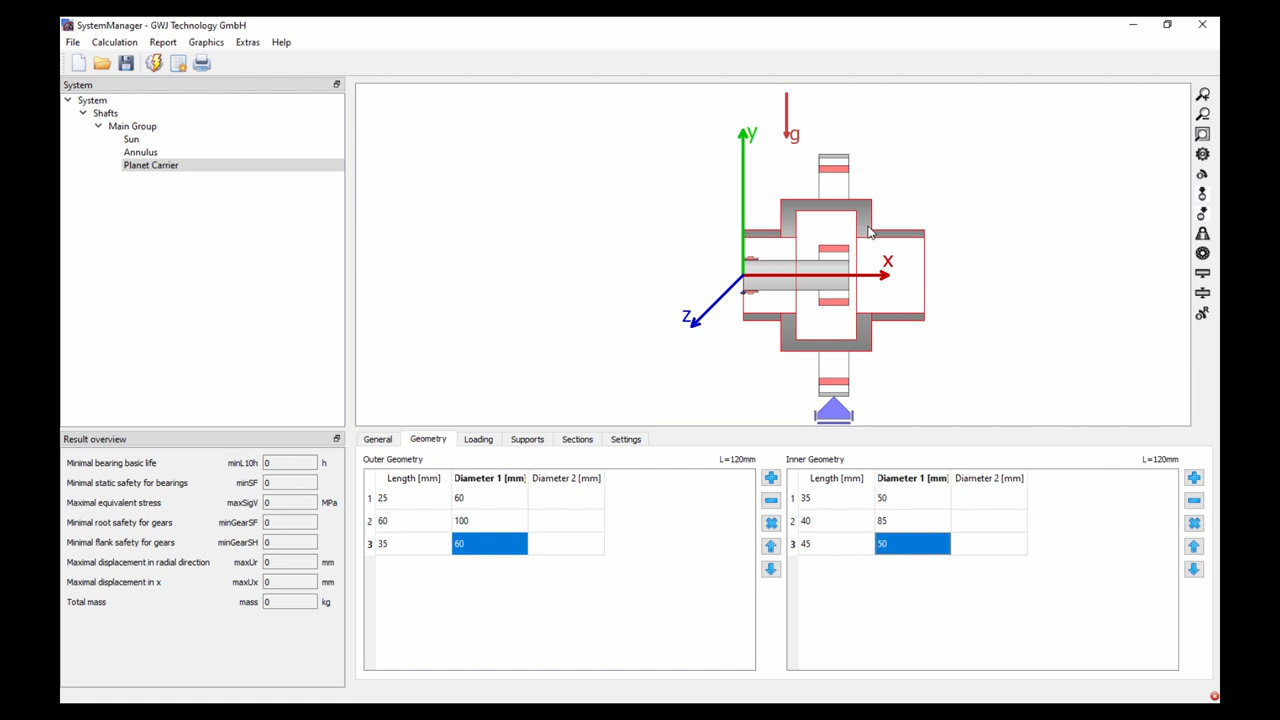 SystemManager - GWJ Technology GmbH
File Calculation Report Graphics Extras Help
System
System
Shafts
Main Group
Sun
Annulus
Planet Carrier
y
g
x
z
R
Result overview
Minimal bearing basic life minL10h 0 h
Minimal static safety for bearings minSF 0
Maximal equivalent stress maxSigV 0 MPa
Minimal root safety for gears minGearSF 0
Minimal flank safety for gears minGearSH 0
Maximal displacement in radial direction maxUr 0 mm
Maximal displacement in x maxUx 0 mm
Total mass mass 0 kg
General Geometry Loading Supports Sections Settings
Outer Geometry L=120mm
Length [mm] Diameter 1 [mm] Diameter 2 [mm]
1 25 60
2 60 100
3 35 60
Inner Geometry L=120mm
Length [mm] Diameter 1 [mm] Diameter 2 [mm]
1 35 50
2 40 85
3 45 50